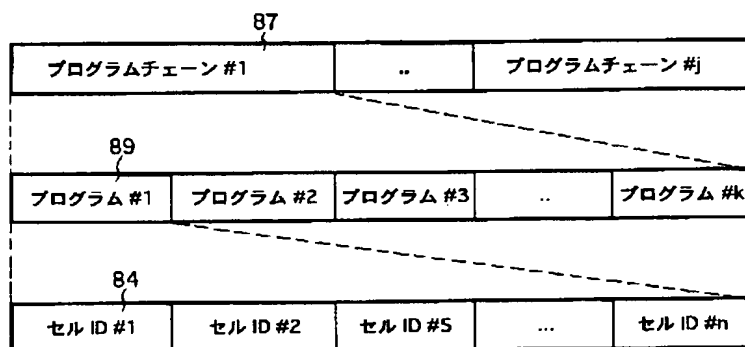 87
プログラムチェーン #1 .. プログラムチェーン #j
89
プログラム #1 プログラム #2 プログラム #3 .. プログラム #k
84
セル ID #1 セル ID #2 セル ID #5 ... セル ID #n